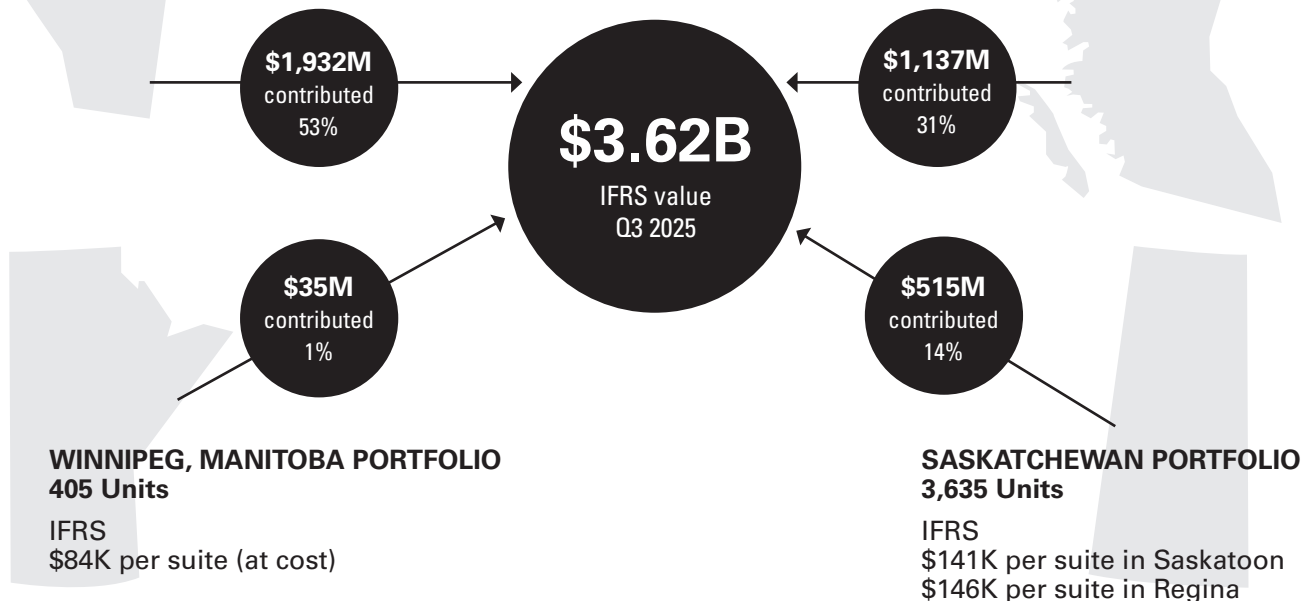 $1,932M
contributed
53%
$3.62B
IFRS value
Q3 2025
$1,137M
contributed
31%
$35M
contributed
1%
$515M
contributed
14%
WINNIPEG, MANITOBA PORTFOLIO
405 Units
IFRS
$84K per suite (at cost)
SASKATCHEWAN PORTFOLIO
3,635 Units
IFRS
$141K per suite in Saskatoon
$146K per suite in Regina